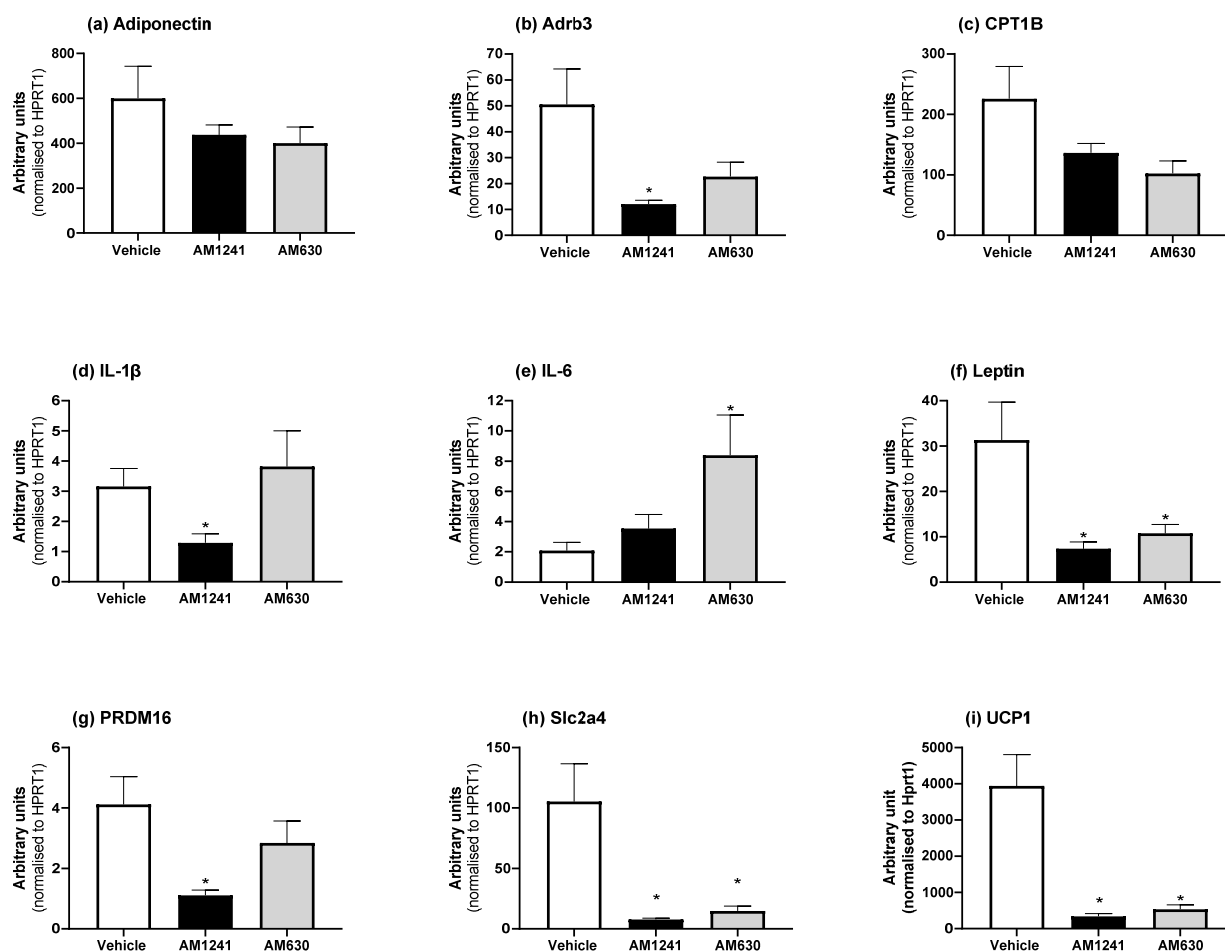 (a) Adiponectin
Arbitrary units
(normalised to HPRT1)
800
600
400
200
0
Vehicle AM1241 AM630
(b) Adrb3
Arbitrary units
(normalised to HPRT1)
70
60
50
40
30
20
10
0
*
Vehicle AM1241 AM630
(c) CPT1B
Arbitrary units
(normalised to HPRT1)
300
200
100
0
Vehicle AM1241 AM630
(d) IL-1β
Arbitrary units
(normalised to HPRT1)
6
5
4
3
2
1
0
*
Vehicle AM1241 AM630
(e) IL-6
Arbitrary units
(normalised to HPRT1)
12
10
8
6
4
2
0
*
Vehicle AM1241 AM630
(f) Leptin
Arbitrary units
(normalised to HPRT1)
40
30
20
10
0
* *
Vehicle AM1241 AM630
(g) PRDM16
Arbitrary units
(normalised to HPRT1)
6
4
2
0
*
Vehicle AM1241 AM630
(h) Slc2a4
Arbitrary units
(normalised to HPRT1)
150
100
50
0
* *
Vehicle AM1241 AM630
(i) UCP1
Arbitrary unit
(normalised to Hprt1)
5000
4000
3000
2000
1000
0
* *
Vehicle AM1241 AM630